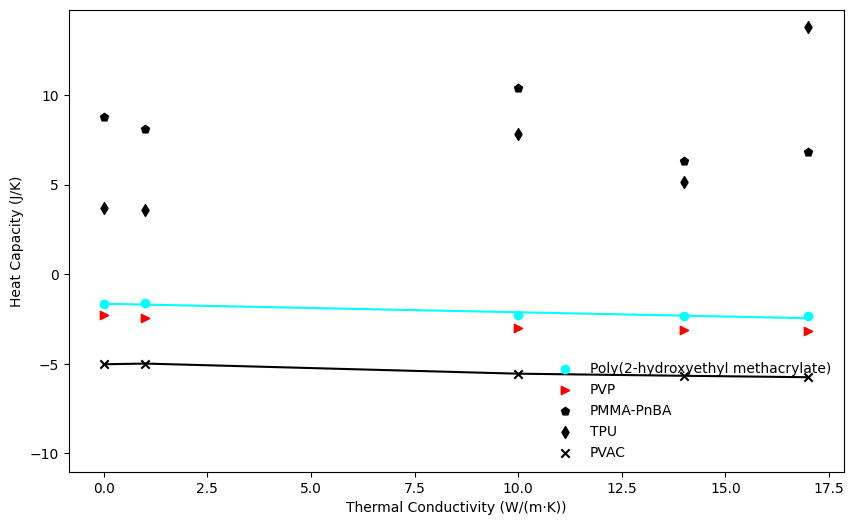 10
5
0
−5
−10
Heat Capacity (J/K)
Poly(2-hydroxyethyl methacrylate)
PVP
PMMA-PnBA
TPU
PVAC
0.0 2.5 5.0 7.5 10.0 12.5 15.0 17.5
Thermal Conductivity (W/(m·K))